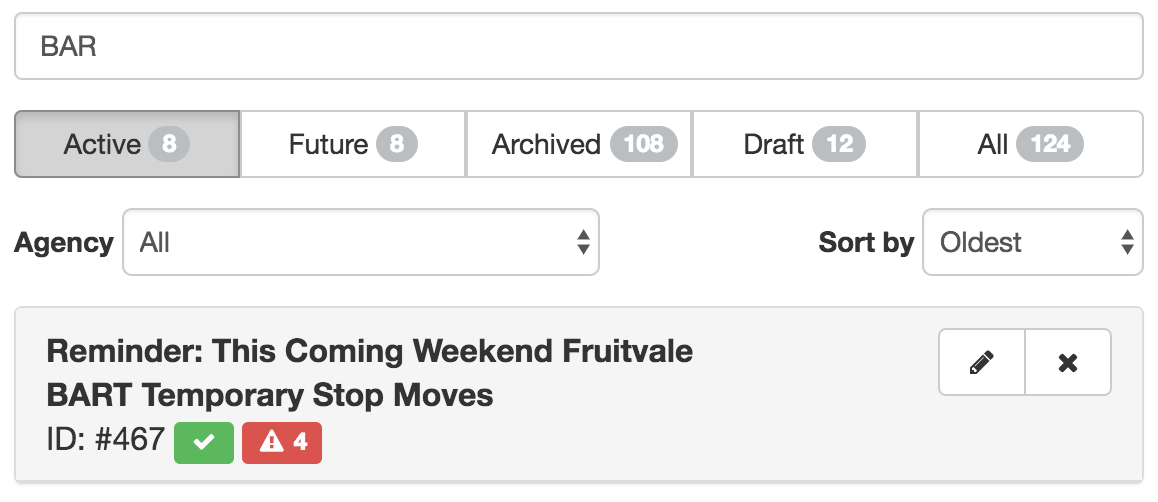 BAR
Active 8 Future 8 Archived 108 Draft 12 All 124
Agency All Sort by Oldest
Reminder: This Coming Weekend Fruitvale
BART Temporary Stop Moves
ID: #467 4